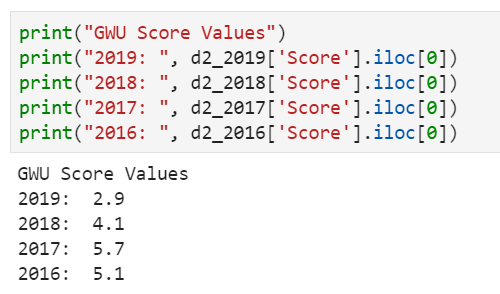 print("GWU Score Values")
print("2019: ", d2_2019['Score'].iloc[0])
print("2018: ", d2_2018['Score'].iloc[0])
print("2017: ", d2_2017['Score'].iloc[0])
print("2016: ", d2_2016['Score'].iloc[0])
GWU Score Values
2019:  2.9
2018:  4.1
2017:  5.7
2016:  5.1